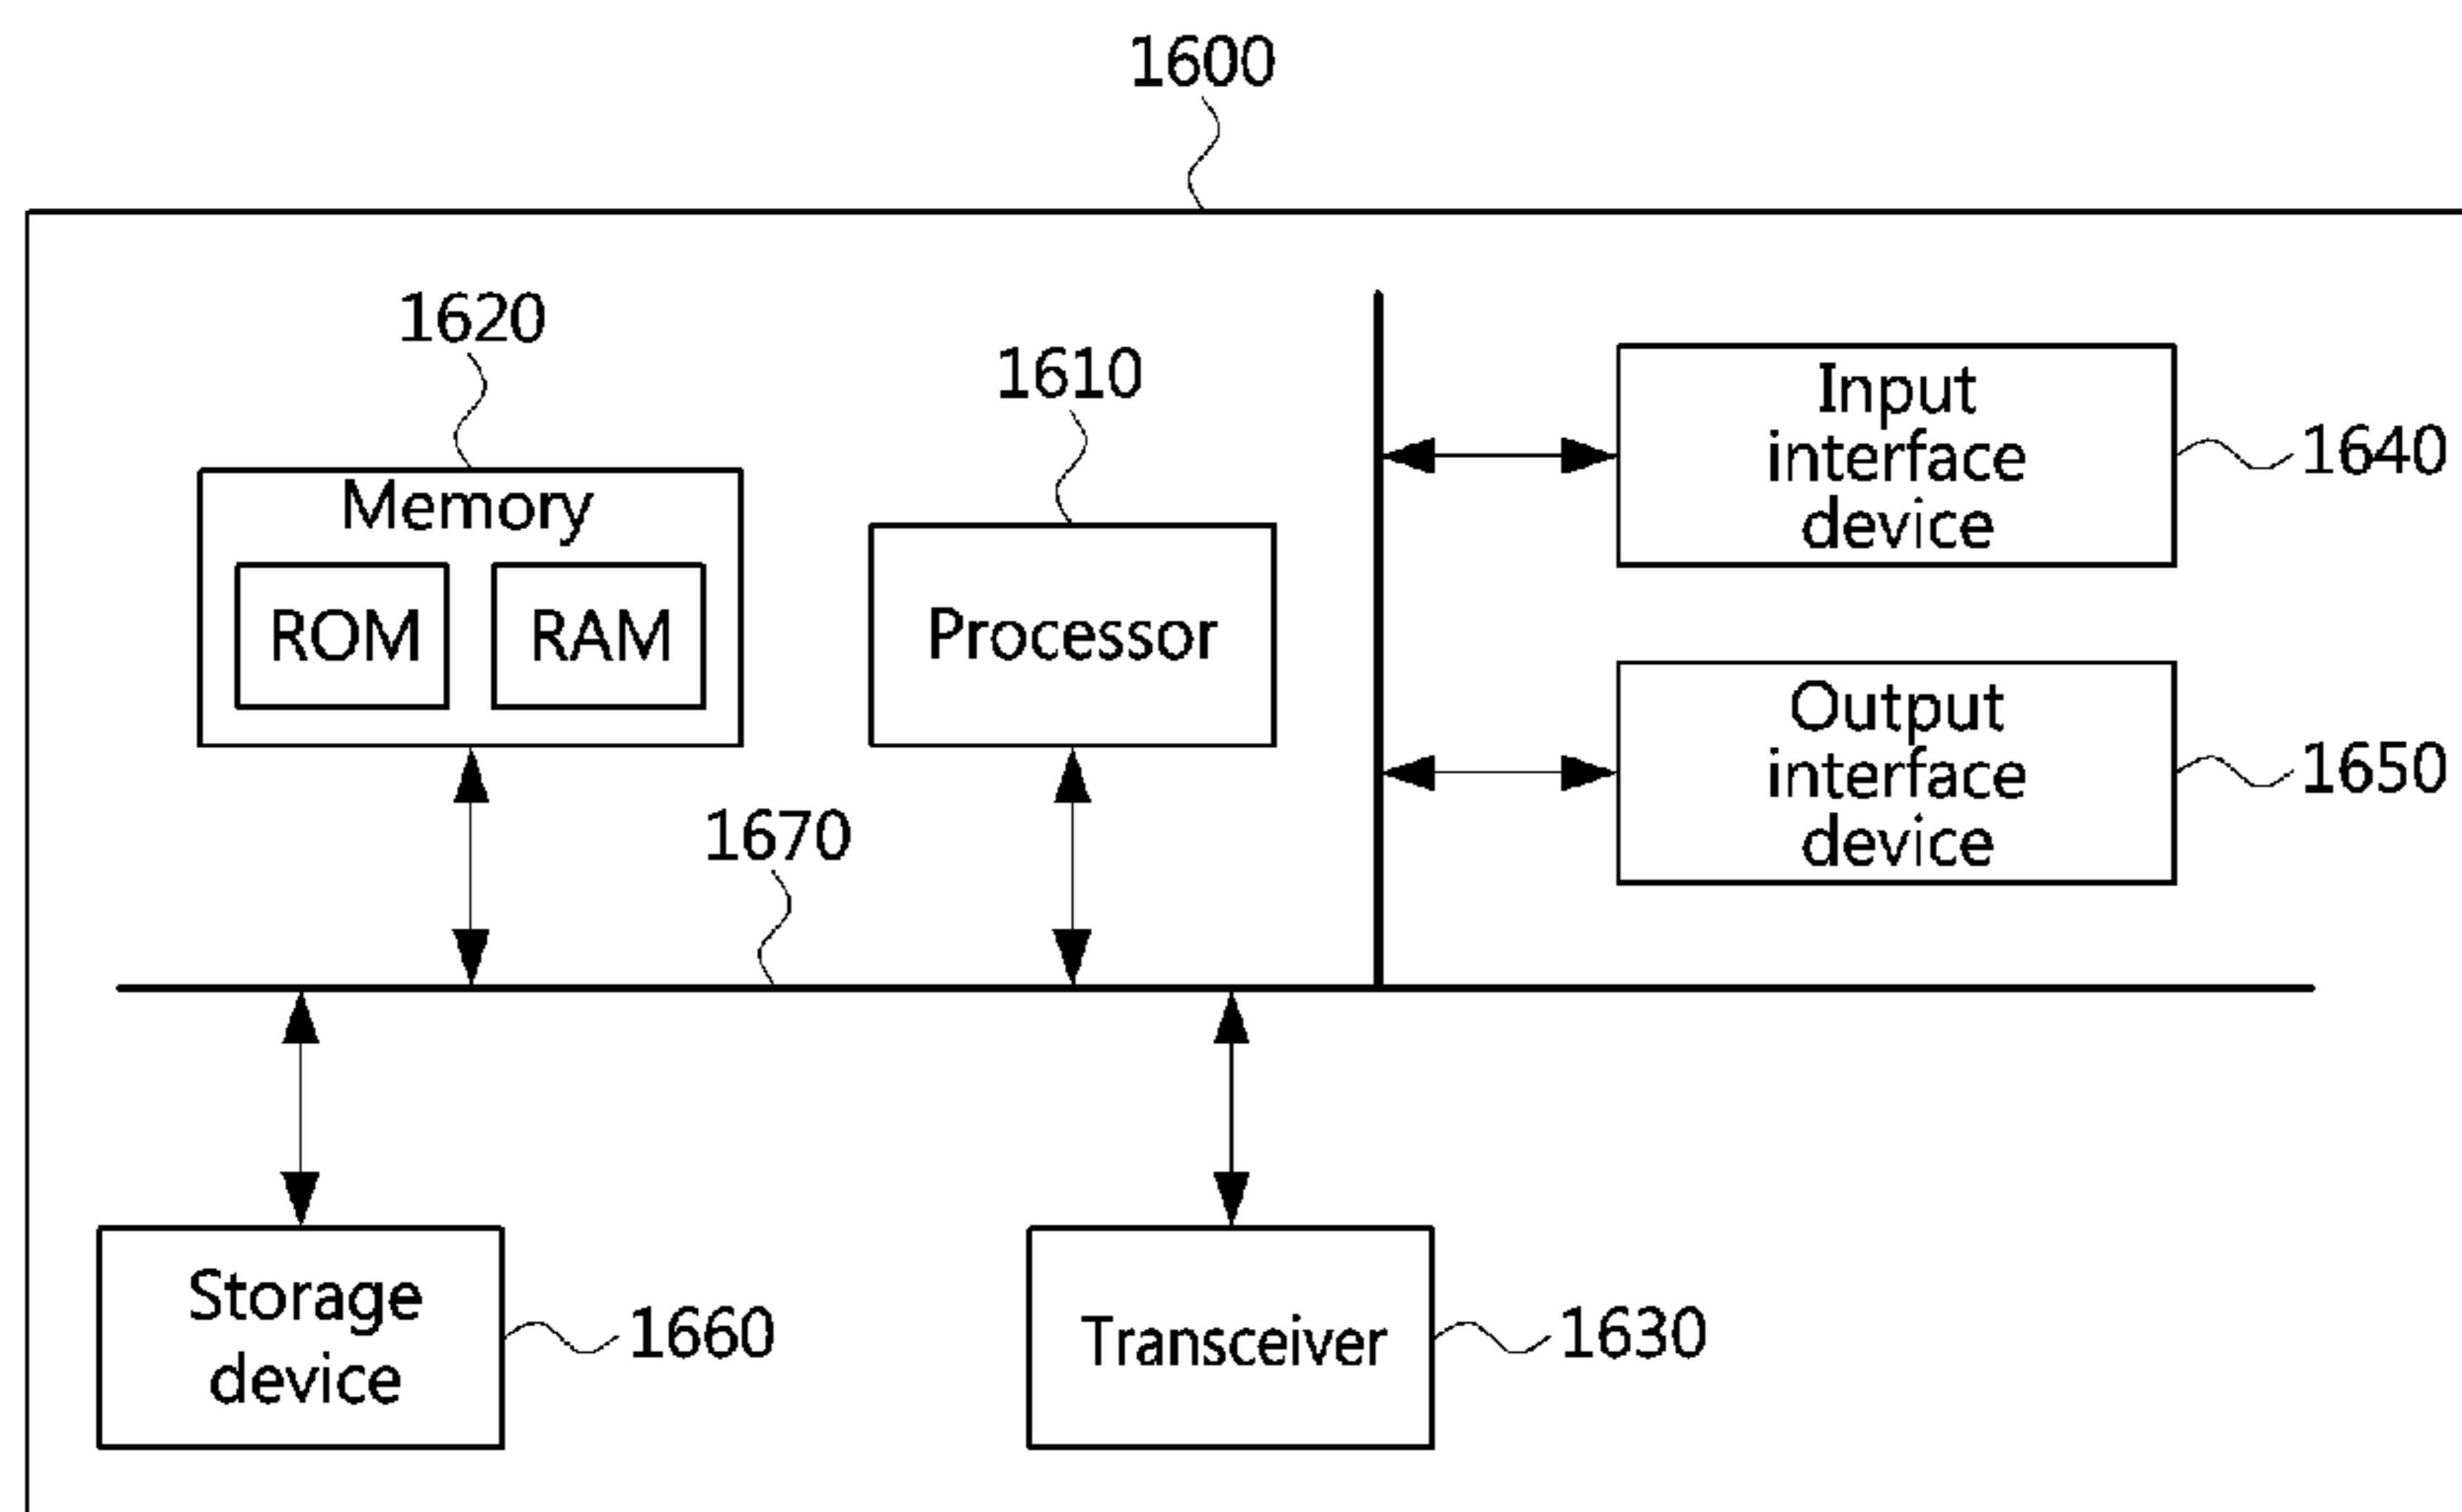 1600
1620
1610
Memory
ROM
RAM
Processor
Input
interface
device
1640
Output
interface
device
1650
1670
Storage
device
1660
Transceiver
1630